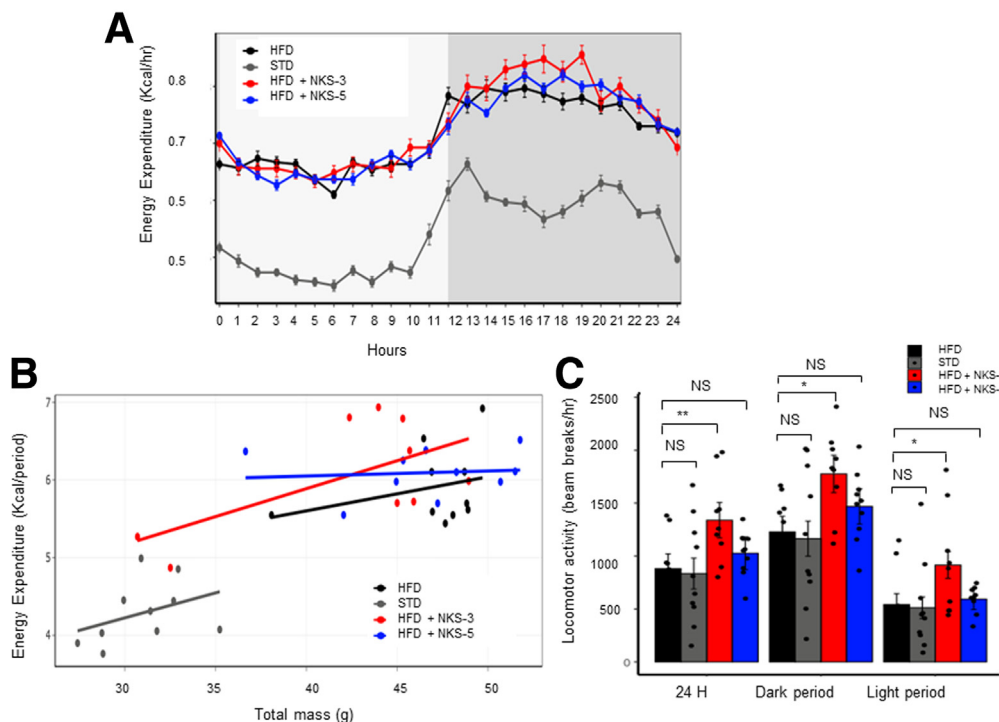 A
HFD
STD
HFD + NKS-3
HFD + NKS-5
Energy Expenditure (Kcal/hr)
0.8
0.7
0.5
0.5
0 1 2 3 4 5 6 7 8 9 10 11 12 13 14 15 16 17 18 19 20 21 22 23 24
Hours
B
Energy Expenditure (Kcal/period)
7
6
5
4
HFD
STD
HFD + NKS-3
HFD + NKS-5
30 35 40 45 50
Total mass (g)
C
HFD
STD
HFD + NKS-
HFD + NKS-
Locomotor activity (beam breaks/hr)
2500
2000
1500
1000
500
0
NS
**
NS
NS
*
NS
NS
*
NS
24 H Dark period Light period